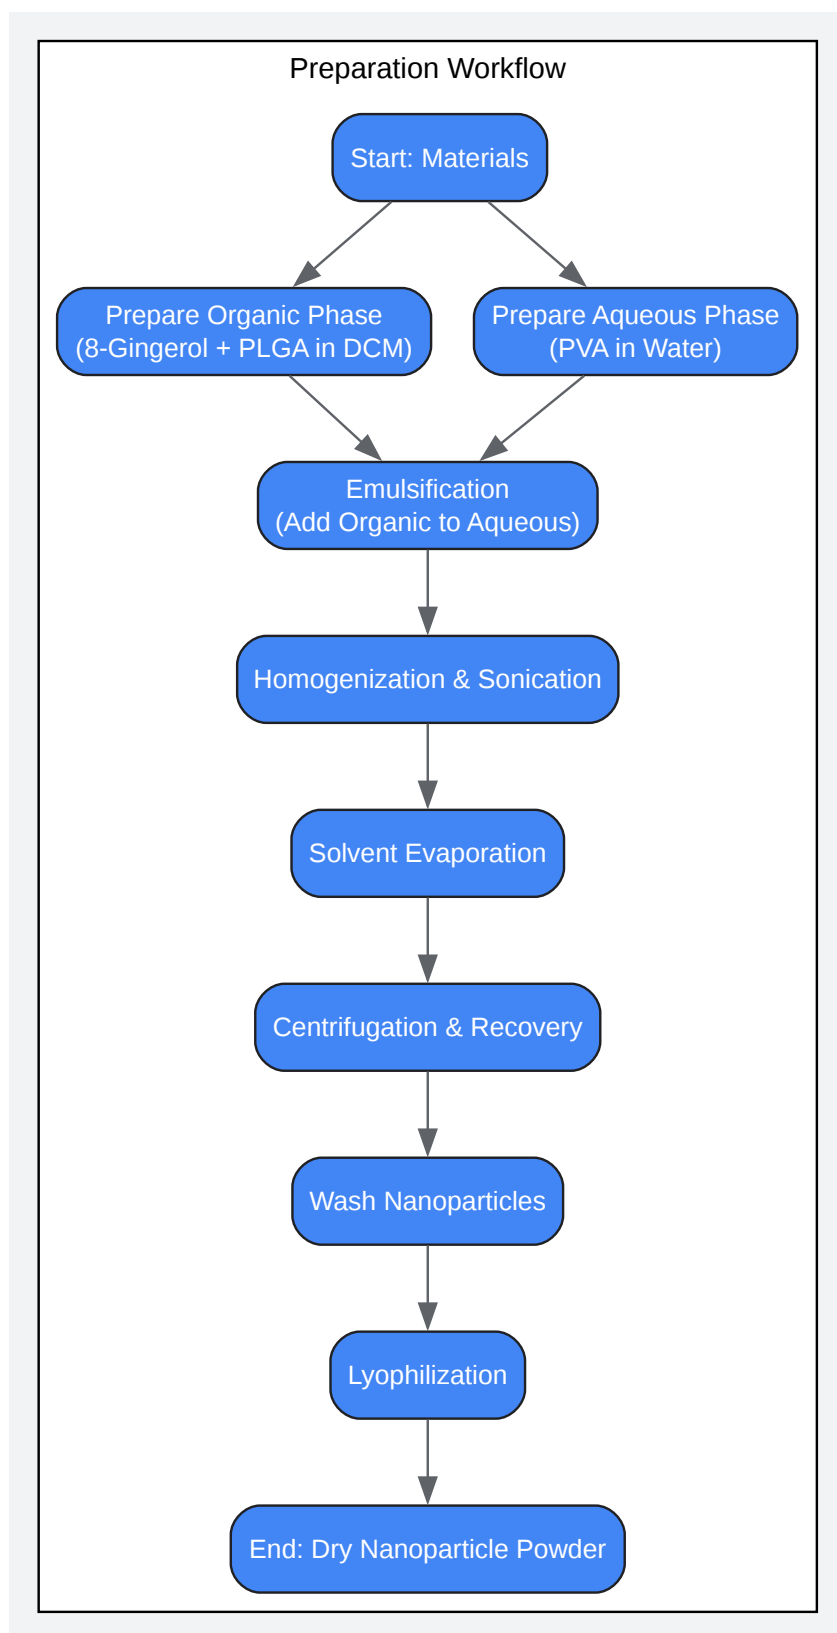 Preparation Workflow
Start: Materials
Prepare Organic Phase
(8-Gingerol + PLGA in DCM)
Prepare Aqueous Phase
(PVA in Water)
Emulsification
(Add Organic to Aqueous)
Homogenization & Sonication
Solvent Evaporation
Centrifugation & Recovery
Wash Nanoparticles
Lyophilization
End: Dry Nanoparticle Powder